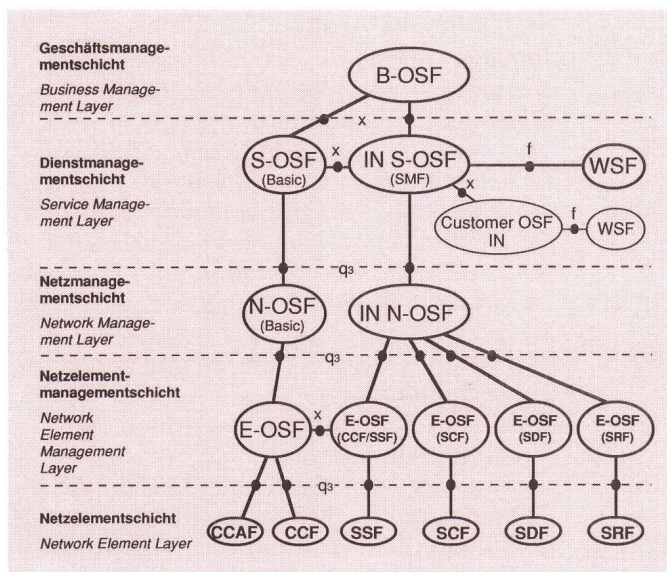 Geschäftsmanage-
mentschicht
Business Manage-
ment Layer
B-OSF
x
Dienstmanage-
mentschicht
Service Manage-
ment Layer
S-OSF
(Basic)
x
IN S-OSF
(SMF)
f
WSF
x
Customer OSF
IN
f
WSF
q3
Netzmanage-
mentschicht
Network Manage-
ment Layer
N-OSF
(Basic)
IN N-OSF
q3
Netzelement-
managementschicht
Network
Element
Management
Layer
E-OSF
x
E-OSF
(CCF/SSF)
E-OSF
(SCF)
E-OSF
(SDF)
E-OSF
(SRF)
q3
Netzelementschicht
Network Element Layer
CCAF
CCF
SSF
SCF
SDF
SRF